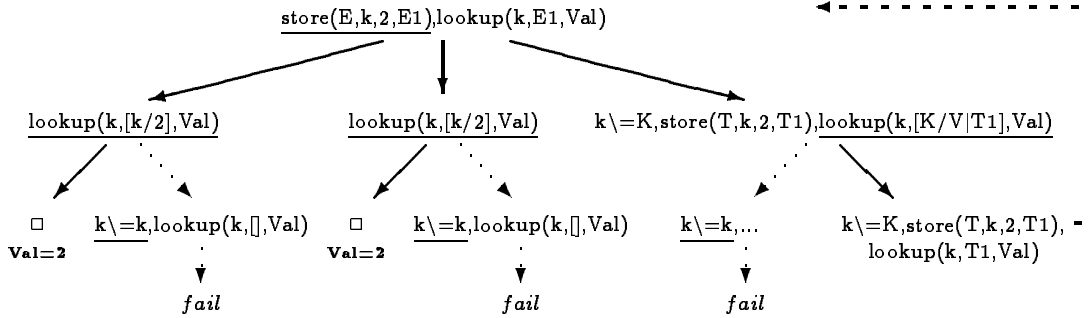 store(E,k,2,E1),lookup(k,E1,Val)
lookup(k,[k/2],Val)
lookup(k,[k/2],Val)
k\=K,store(T,k,2,T1),lookup(k,[K/V|T1],Val)
□
Val=2
k\=k,lookup(k,[],Val)
□
Val=2
k\=k,lookup(k,[],Val)
k\=k,...
k\=K,store(T,k,2,T1),
lookup(k,T1,Val)
fail
fail
fail